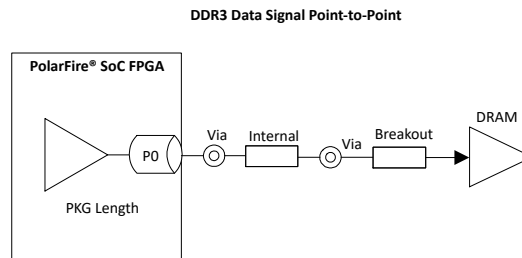 DDR3 Data Signal Point-to-Point
PolarFire® SoC FPGA
DRAM
Via
Internal
Via
Breakout
P0
PKG Length